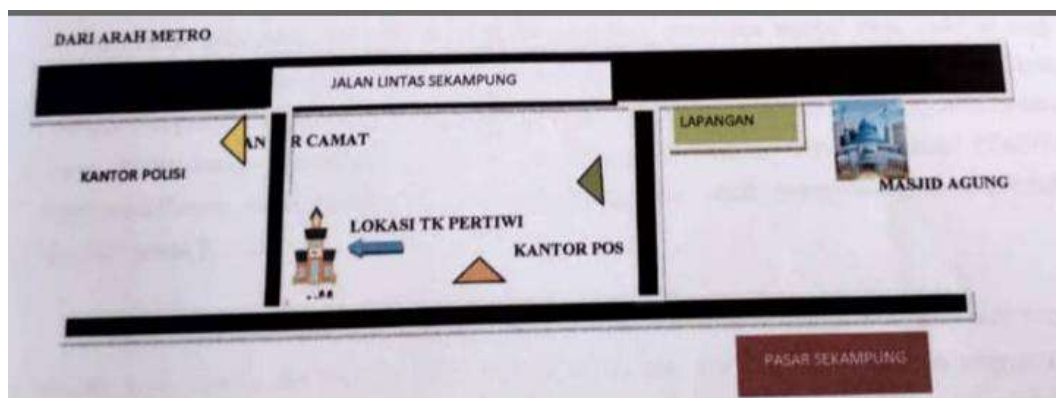 DARI ARAH METRO
JALAN LINTAS SEKAMPUNG
LAPANGAN
AN R CAMAT
KANTOR POLISI
MASJID AGUNG
LOKASI TK PERTIWI
KANTOR POS
PASAR SEKAMPUNG